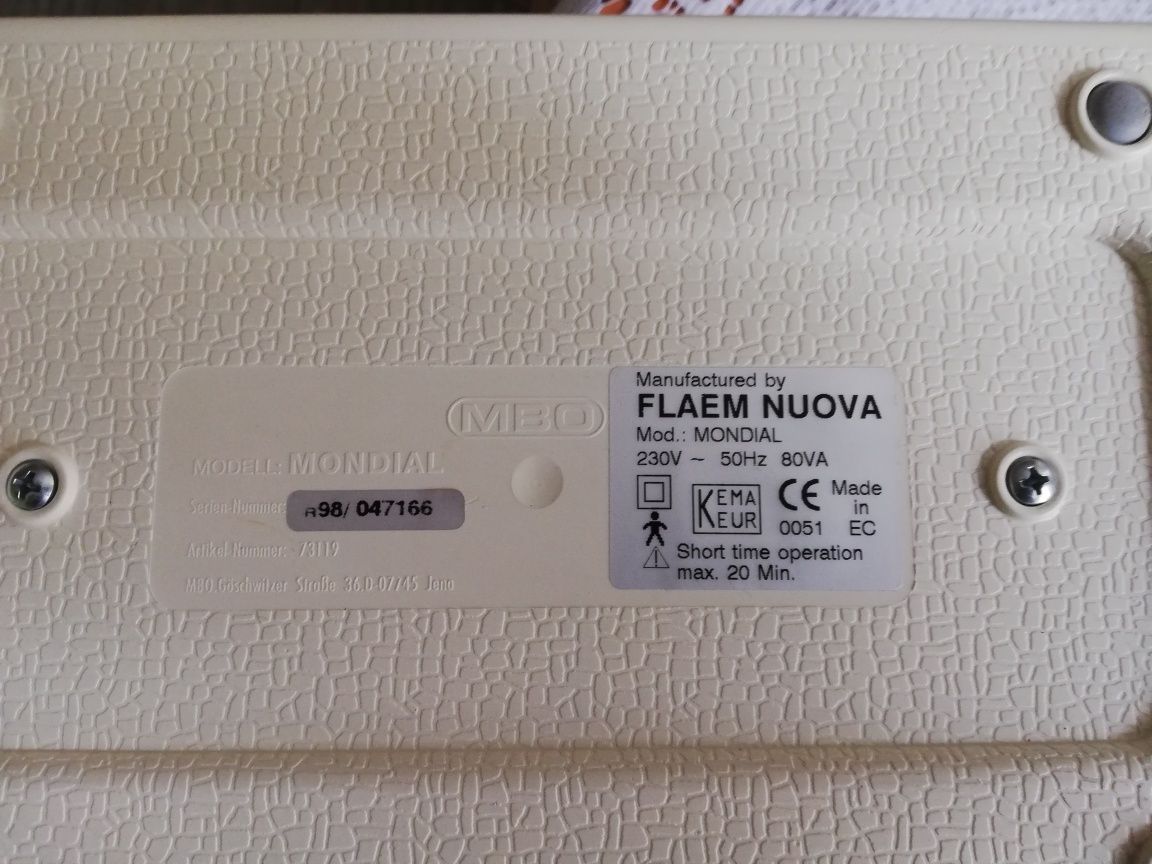 MBO
MODELL: MONDIAL
Serien-Nummer: A98/ 047166
Artikel Nummer: 73119
MBO.Göschwitzer Straße 36.D-07745 Jena
Manufactured by
FLAEM NUOVA
Mod.: MONDIAL
230V ~ 50Hz 80VA
KEMA KEUR
CE 0051
Made in EC
⚠ Short time operation
max. 20 Min.